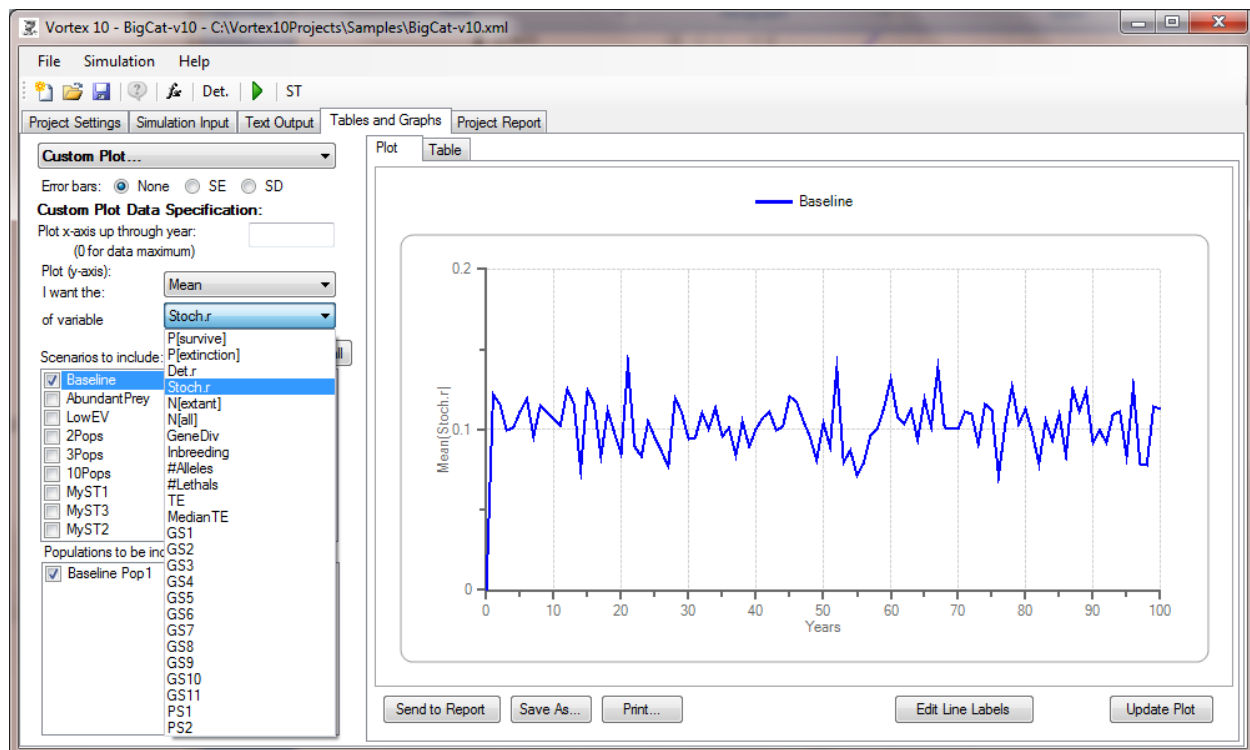 Vortex 10 - BigCat-v10 - C:\Vortex10Projects\Samples\BigCat-v10.xml
File Simulation Help
fx Det. ST
Project Settings Simulation Input Text Output Tables and Graphs Project Report
Custom Plot...
Error bars: None SE SD
Custom Plot Data Specification:
Plot x-axis up through year:
(0 for data maximum)
Plot (y-axis):
I want the: Mean
of variable Stoch.r
Scenarios to include:
Baseline
AbundantPrey
LowEV
2Pops
3Pops
10Pops
MyST1
MyST3
MyST2
Populations to be inc
Baseline Pop1
P[survive]
P[extinction]
Det.r
Stoch.r
N[extant]
N[all]
GeneDiv
Inbreeding
#Alleles
#Lethals
TE
MedianTE
GS1
GS2
GS3
GS4
GS5
GS6
GS7
GS8
GS9
GS10
GS11
PS1
PS2
Plot Table
Baseline
Mean(Stoch.r)
0.2
0.1
0
0 10 20 30 40 50 60 70 80 90 100
Years
Send to Report Save As... Print... Edit Line Labels Update Plot